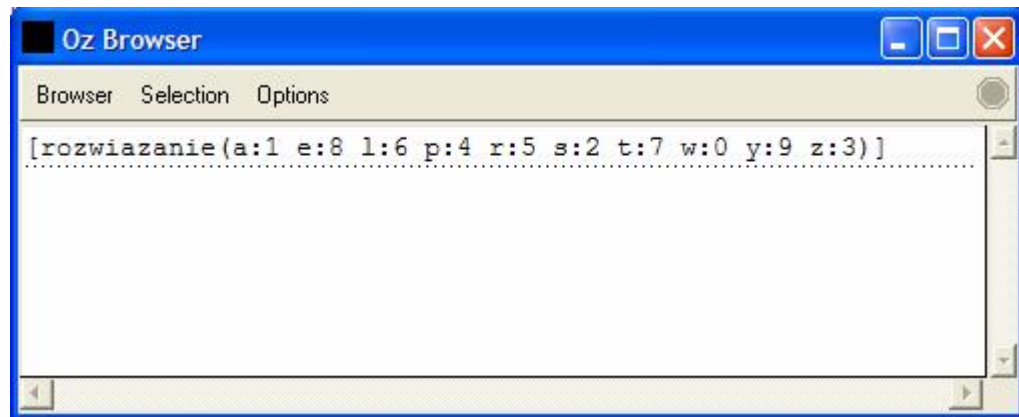 Oz Browser
Browser Selection Options
[rozwiazanie(a:1 e:8 l:6 p:4 r:5 s:2 t:7 w:0 y:9 z:3)]